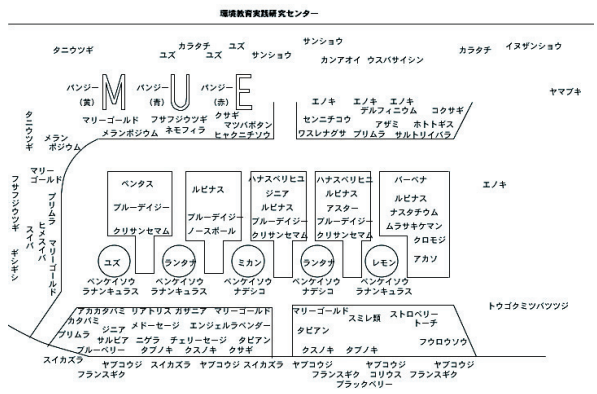 環境教育実践研究センター
タニウツギ
カラタチ
ユズ
ユズ
ユズ
サンショウ
サンショウ
カンアオイ ウスバサイシン
カラタチ
イヌザンショウ
ヤマブキ
パンジー
(黄)
M
パンジー
(青)
U
パンジー
(赤)
E
マリーゴールド
メランポジウム
フサフジウツギ
ネモフィラ
クサギ
マツバボタン
ヒャクニチソウ
エノキ エノキ エノキ
デルフィニウム コクサギ
センニチコウ アザミ ホトトギス
ワスレナグサ プリムラ サルトリイバラ
タニウツギ
メラン
ポジウム
マリー
ゴールド
フサフジウツギ
ギシギシ
プリムラ
マリーゴールド
ヒメスイバ
スイバ
ペンタス
ブルーデイジー
クリサンセマム
ルピナス
ブルーデイジー
ノースポール
ハナスベリヒユ
ジニア
ルピナス
ブルーデイジー
クリサンセマム
ハナスベリヒユ
ルピナス
アスター
ブルーデイジー
クリサンセマム
バーベナ
ルピナス
ナスタチウム
ムラサキケマン
クロモジ
アカソ
エノキ
ユズ
ランタナ
ミカン
ランタナ
レモン
ベンケイソウ
ラナンキュラス
ベンケイソウ
ラナンキュラス
ベンケイソウ
ナデシコ
ベンケイソウ
ナデシコ
ベンケイソウ
ラナンキュラス
トウゴクミツバツツジ
アカカタバミ リアトリス ガザニア マリーゴールド
カタバミ
プリムラ ジニア メドーセージ エンジェルラベンダー
サルビア ニゲラ チェリーセージ タピアン
ブルーベリー タブノキ クスノキ クサギ
マリーゴールド
スミレ類
ストロベリー
トーチ
タピアン
フウロウソウ
クスノキ タブノキ
スイカズラ ヤブコウジ スイカズラ ヤブコウジ スイカズラ ヤブコウジ ヤブコウジ ヤブコウジ
フランスギク フランスギク コリウス フランスギク
ブラックベリー